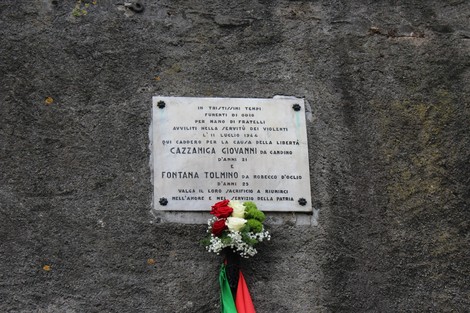 IN TRISTISSIMI TEMPI
FORENTI DI ODIO
PER MANO DI FRATELLI
AVVILITI NELLA SERVITÙ DEI VIOLENTI
L'11 LUGLIO 1944
QUI CADDERO PER LA CAUSA DELLA LIBERTÀ
CAZZANIGA GIOVANNI DA CARDINO
D'ANNI 21
E
FONTANA TOLMINO DA ROBECCO D'OGLIO
D'ANNI 25
VALGA IL LORO SACRIFICIO A RIUNIRCI
NELL'AMORE E NEL SERVIZIO DELLA PATRIA